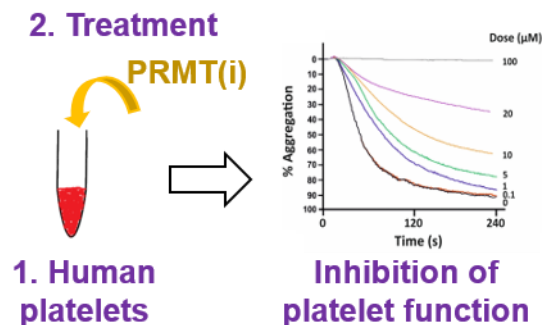 2. Treatment
PRMT(i)
1. Human
platelets
Dose (µM)
0
10
20
30
40
50
60
70
80
90
100
% Aggregation
100
20
10
5
1
0.1
0
0
120
240
Time (s)
Inhibition of
platelet function